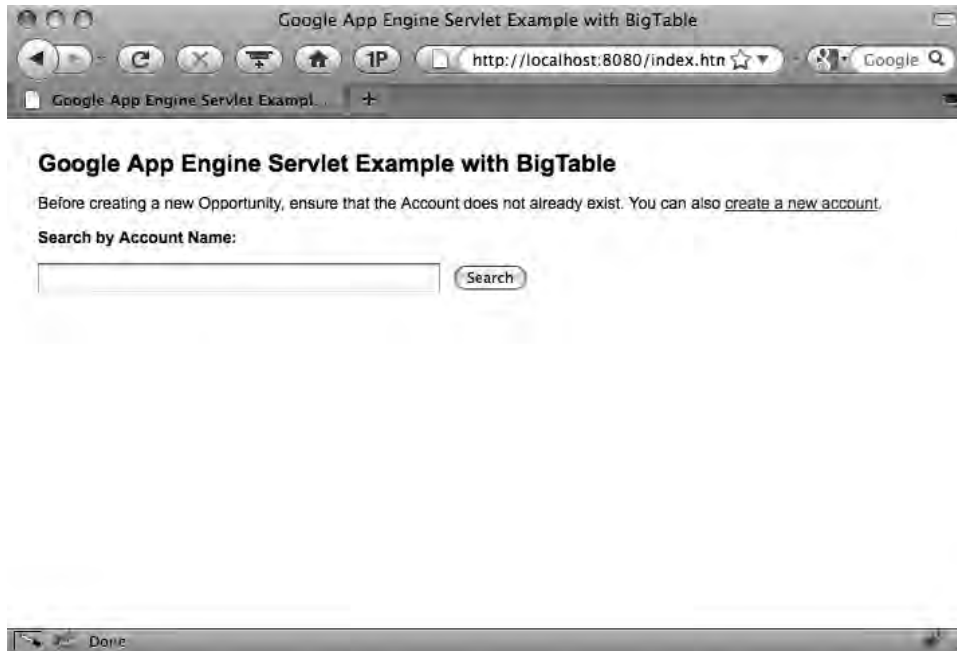 Google App Engine Servlet Example with BigTable
1P
http://localhost:8080/index.htm
Google
Google App Engine Servlet Exampl...
+
Google App Engine Servlet Example with BigTable
Before creating a new Opportunity, ensure that the Account does not already exist. You can also create a new account.
Search by Account Name:
Search
Done